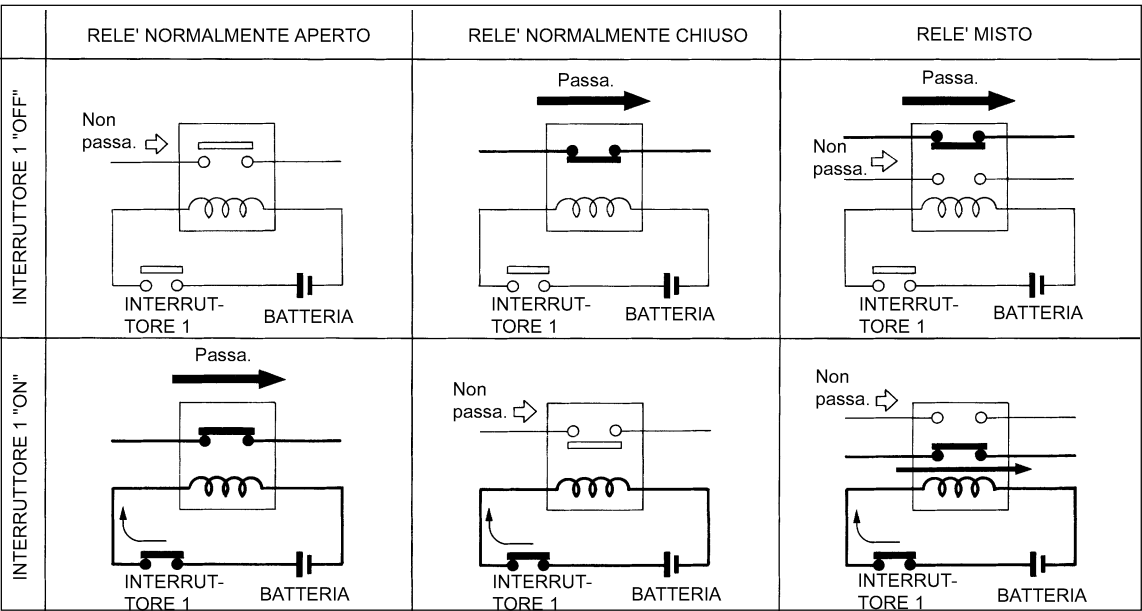 RELE' NORMALMENTE APERTO
RELE' NORMALMENTE CHIUSO
RELE' MISTO
INTERRUTTORE 1 "OFF"
Non
passa.
INTERRUT-
TORE 1
BATTERIA
Passa.
INTERRUT-
TORE 1
BATTERIA
Passa.
Non
passa.
INTERRUT-
TORE 1
BATTERIA
INTERRUTTORE 1 "ON"
Passa.
INTERRUT-
TORE 1
BATTERIA
Non
passa.
INTERRUT-
TORE 1
BATTERIA
Non
passa.
INTERRUT-
TORE 1
BATTERIA